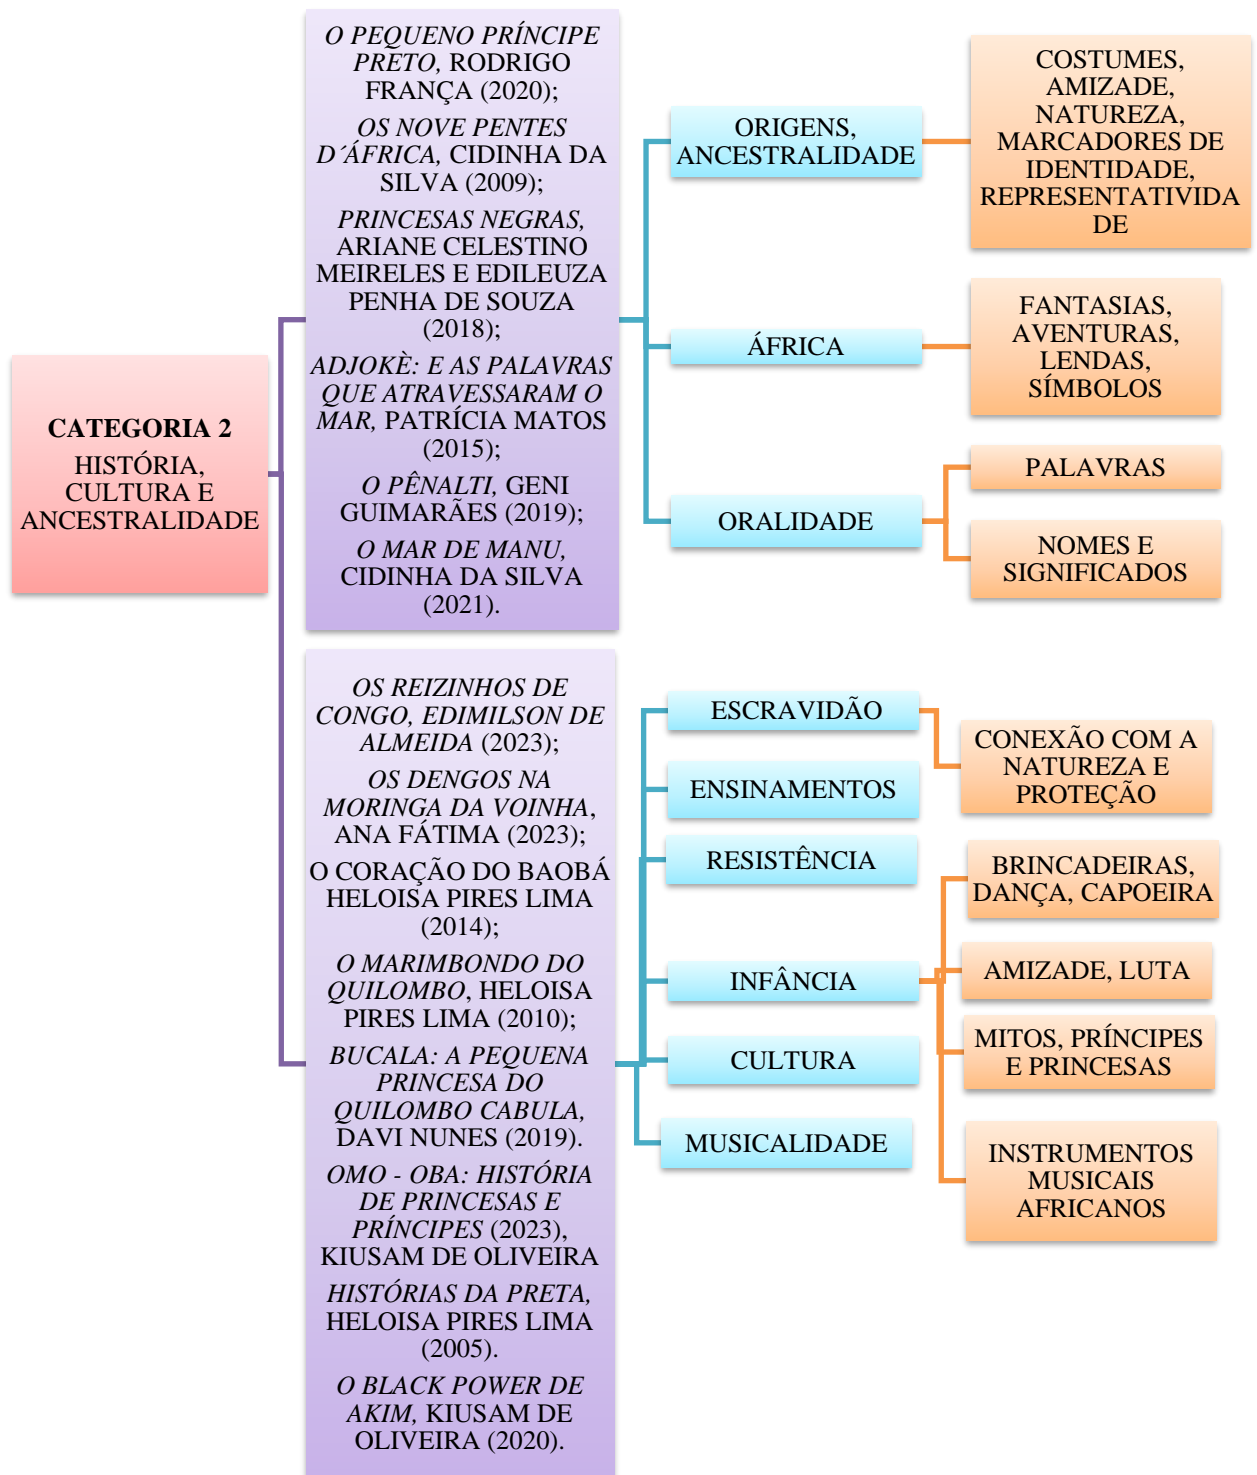 CATEGORIA 2
HISTÓRIA,
CULTURA E
ANCESTRALIDADE
O PEQUENO PRÍNCIPE
PRETO, RODRIGO
FRANÇA (2020);
OS NOVE PENTES
D´ÁFRICA, CIDINHA DA
SILVA (2009);
PRINCESAS NEGRAS,
ARIANE CELESTINO
MEIRELES E EDILEUZA
PENHA DE SOUZA
(2018);
ADJOKÈ: E AS PALAVRAS
QUE ATRAVESSARAM O
MAR, PATRÍCIA MATOS
(2015);
O PÊNALTI, GENI
GUIMARÃES (2019);
O MAR DE MANU,
CIDINHA DA SILVA
(2021).
ORIGENS,
ANCESTRALIDADE
COSTUMES,
AMIZADE,
NATUREZA,
MARCADORES DE
IDENTIDADE,
REPRESENTATIVIDA
DE
ÁFRICA
FANTASIAS,
AVENTURAS,
LENDAS,
SÍMBOLOS
ORALIDADE
PALAVRAS
NOMES E
SIGNIFICADOS
OS REIZINHOS DE
CONGO, EDIMILSON DE
ALMEIDA (2023);
OS DENGOS NA
MORINGA DA VOINHA,
ANA FÁTIMA (2023);
O CORAÇÃO DO BAOBÁ
HELOISA PIRES LIMA
(2014);
O MARIMBONDO DO
QUILOMBO, HELOISA
PIRES LIMA (2010);
BUCALA: A PEQUENA
PRINCESA DO
QUILOMBO CABULA,
DAVI NUNES (2019).
OMO - OBA: HISTÓRIA
DE PRINCESAS E
PRÍNCIPES (2023),
KIUSAM DE OLIVEIRA
HISTÓRIAS DA PRETA,
HELOISA PIRES LIMA
(2005).
O BLACK POWER DE
AKIM, KIUSAM DE
OLIVEIRA (2020).
ESCRAVIDÃO
CONEXÃO COM A
NATUREZA E
PROTEÇÃO
ENSINAMENTOS
RESISTÊNCIA
INFÂNCIA
BRINCADEIRAS,
DANÇA, CAPOEIRA
AMIZADE, LUTA
MITOS, PRÍNCIPES
E PRINCESAS
INSTRUMENTOS
MUSICAIS
AFRICANOS
CULTURA
MUSICALIDADE